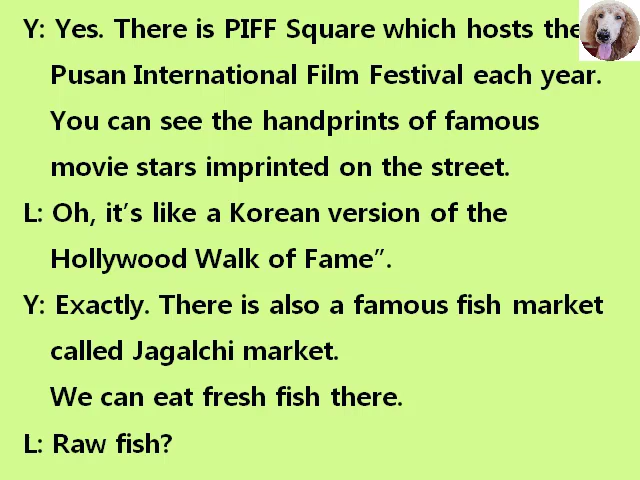 Y: Yes. There is PIFF Square which hosts the
Pusan International Film Festival each year.
You can see the handprints of famous
movie stars imprinted on the street.
L: Oh, it’s like a Korean version of the
Hollywood Walk of Fame”.
Y: Exactly. There is also a famous fish market
called Jagalchi market.
We can eat fresh fish there.
L: Raw fish?